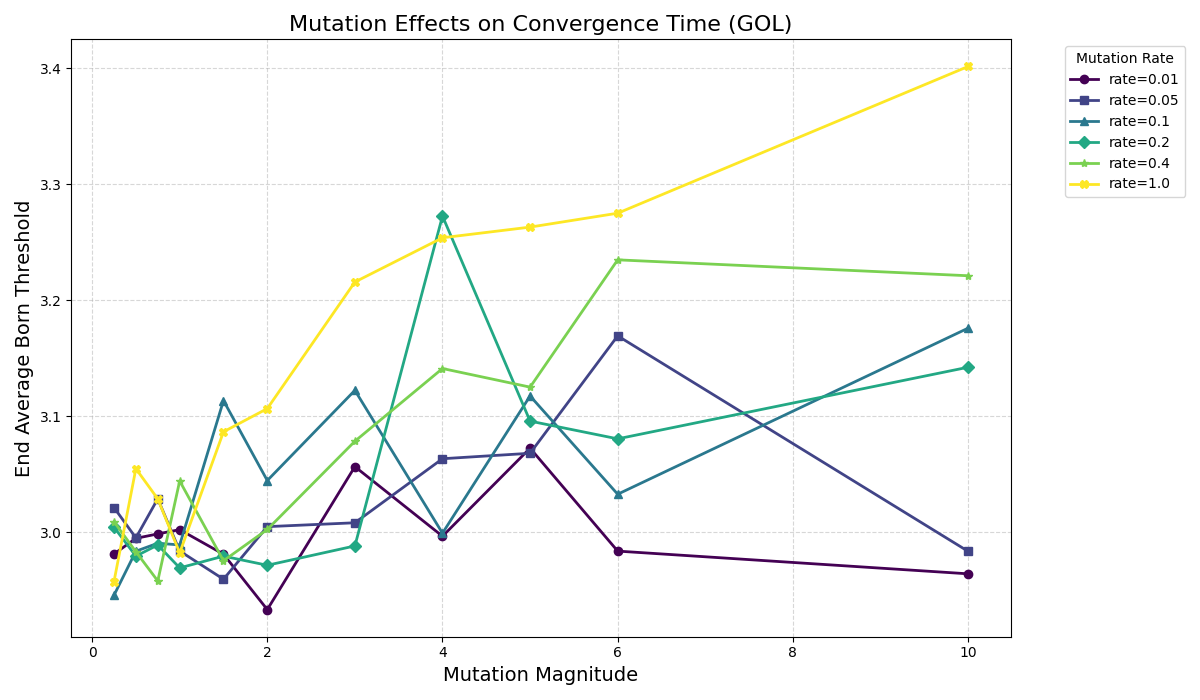 Mutation Effects on Convergence Time (GOL)
End Average Born Threshold
3.4
3.3
3.2
3.1
3.0
0
2
4
6
8
10
Mutation Magnitude
Mutation Rate
rate=0.01
rate=0.05
rate=0.1
rate=0.2
rate=0.4
rate=1.0